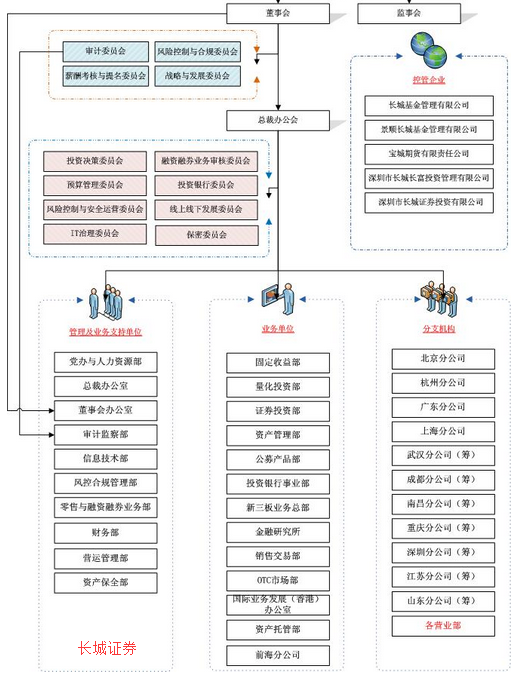 董事会
监事会
审计委员会
风险控制与合规委员会
薪酬考核与提名委员会
战略与发展委员会
控管企业
长城基金管理有限公司
景顺长城基金管理有限公司
宝城期货有限责任公司
深圳市长城长富投资管理有限公司
深圳市长城证券投资有限公司
总裁办公会
投资决策委员会
融资融券业务审核委员会
预算管理委员会
投资银行委员会
风险控制与安全运营委员会
线上线下发展委员会
IT治理委员会
保密委员会
管理及业务支持单位
党办与人力资源部
总裁办公室
董事会办公室
审计监察部
信息技术部
风控合规管理部
零售与融资融券业务部
财务部
营运管理部
资产保全部
长城证券
业务单位
固定收益部
量化投资部
证券投资部
资产管理部
公募产品部
投资银行事业部
新三板业务总部
金融研究所
销售交易部
OTC市场部
国际业务发展（香港）
办公室
资产托管部
前海分公司
分支机构
北京分公司
杭州分公司
广东分公司
上海分公司
武汉分公司（筹）
成都分公司（筹）
南昌分公司（筹）
重庆分公司（筹）
深圳分公司（筹）
江苏分公司（筹）
山东分公司（筹）
各营业部